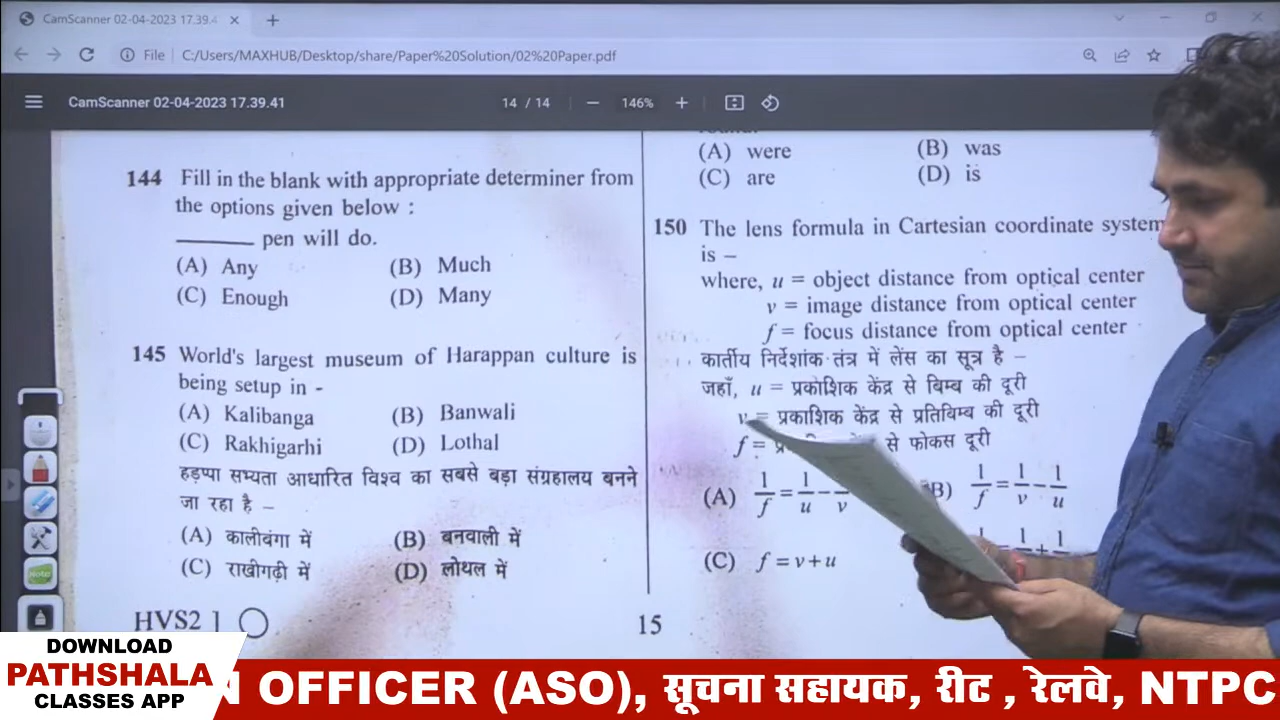 CamScanner 02-04-2023 17.39.4
File C:/Users/MAXHUB/Desktop/share/Paper%20Solution/02%20Paper.pdf
CamScanner 02-04-2023 17.39.41
14 / 14
146%
144 Fill in the blank with appropriate determiner from
the options given below :
______ pen will do.
(A) Any (B) Much
(C) Enough (D) Many
145 World's largest museum of Harappan culture is
being setup in -
(A) Kalibanga (B) Banwali
(C) Rakhigarhi (D) Lothal
हड़प्पा सभ्यता आधारित विश्व का सबसे बड़ा संग्रहालय बनने
जा रहा है –
(A) कालीबंगा में (B) बनवाली में
(C) राखीगढ़ी में (D) लोथल में
HVS2 ]
(A) were (B) was
(C) are (D) is
150 The lens formula in Cartesian coordinate system
is –
where, u = object distance from optical center
v = image distance from optical center
f = focus distance from optical center
कार्तीय निर्देशांक तंत्र में लेंस का सूत्र है –
जहाँ, u = प्रकोशिक केंद्र से बिम्ब की दूरी
v = प्रकाशिक केंद्र से प्रतिबिम्ब की दूरी
f = से फोकस दूरी
(A) 1/f = 1/u − /v B) 1/f = 1/v − 1/u
(C) f = v + u
15
DOWNLOAD
PATHSHALA
CLASSES APP
N OFFICER (ASO), सूचना सहायक, रीट , रेलवे, NTPC